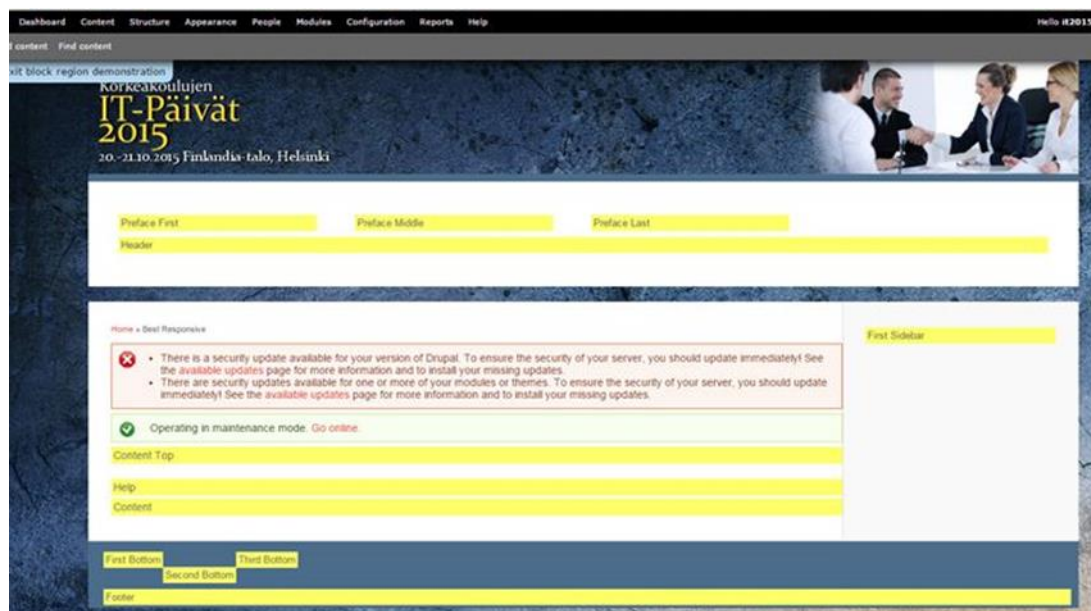 Dashboard Content Structure Appearance People Modules Configuration Reports Help Hello it2015
content Find content
xit block region demonstration
Korkeakoulujen
IT-Päivät
2015
20.-21.10.2015 Finlandia-talo, Helsinki
Preface First Preface Middle Preface Last
Header
Home » Best Responsive
First Sidebar
• There is a security update available for your version of Drupal. To ensure the security of your server, you should update immediately! See
the available updates page for more information and to install your missing updates.
• There are security updates available for one or more of your modules or themes. To ensure the security of your server, you should update
immediately! See the available updates page for more information and to install your missing updates.
Operating in maintenance mode. Go online.
Content Top
Help
Content
First Bottom Third Bottom
Second Bottom
Footer